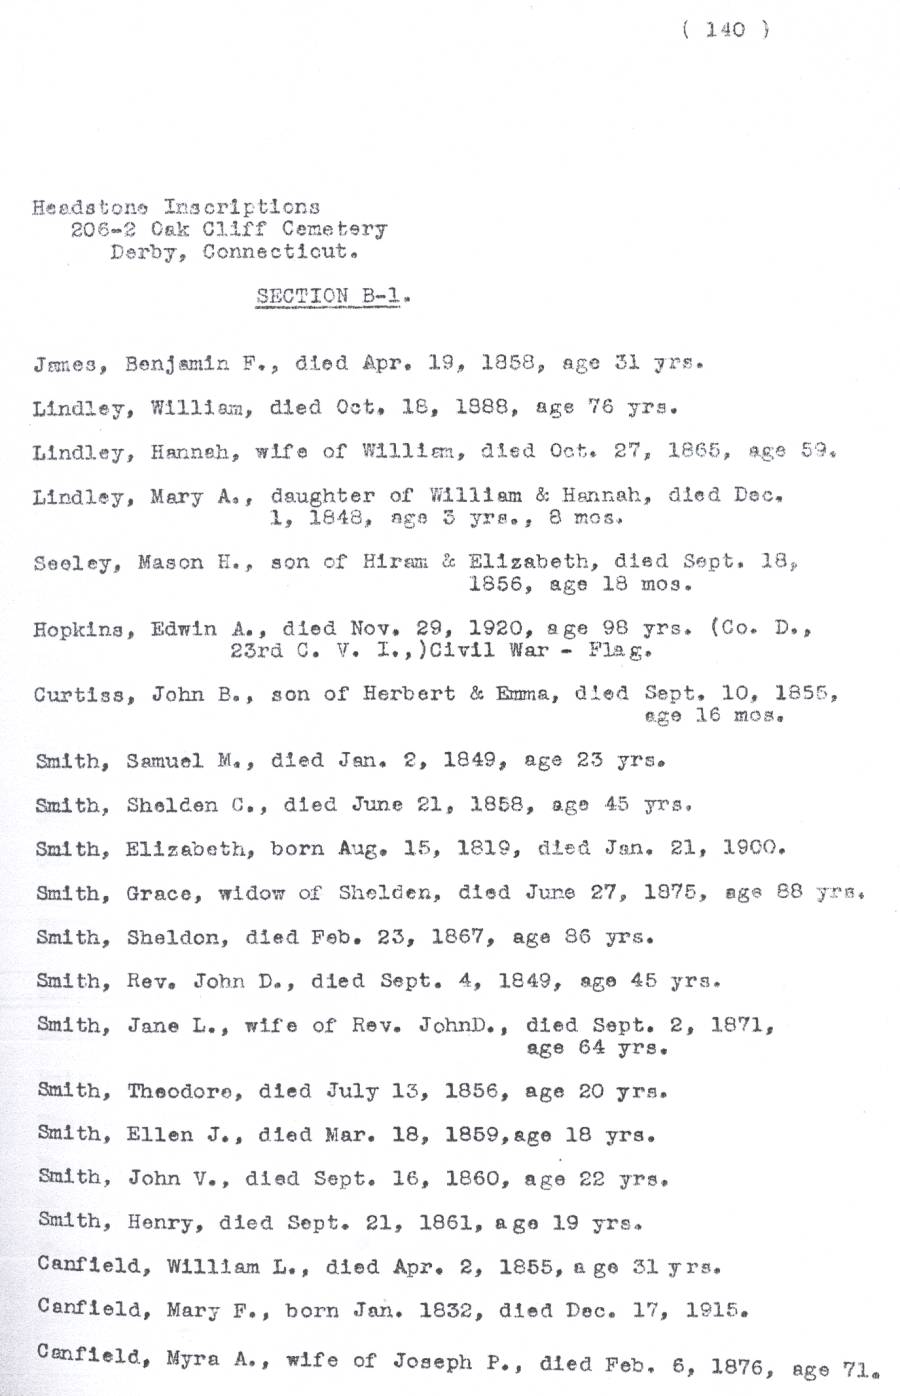 ( 140 )
Headstone Inscriptions
206-2 Oak Cliff Cemetery
Derby, Connecticut.
SECTION B-1.
James, Benjamin F., died Apr. 19, 1858, age 31 yrs.
Lindley, William, died Oct. 18, 1888, age 76 yrs.
Lindley, Hannah, wife of William, died Oct. 27, 1865, age 59.
Lindley, Mary A., daughter of William & Hannah, died Dec.
1, 1848, age 3 yrs., 8 mos.
Seeley, Mason H., son of Hiram & Elizabeth, died Sept. 18,
1856, age 18 mos.
Hopkins, Edwin A., died Nov. 29, 1920, age 98 yrs. (Co. D.,
23rd C. V. I.,)Civil War - Flag.
Curtiss, John B., son of Herbert & Emma, died Sept. 10, 1855,
age 16 mos.
Smith, Samuel M., died Jan. 2, 1849, age 23 yrs.
Smith, Shelden C., died June 21, 1858, age 45 yrs.
Smith, Elizabeth, born Aug. 15, 1819, died Jan. 21, 1900.
Smith, Grace, widow of Shelden, died June 27, 1875, age 88 yrs.
Smith, Sheldon, died Feb. 23, 1867, age 86 yrs.
Smith, Rev. John D., died Sept. 4, 1849, age 45 yrs.
Smith, Jane L., wife of Rev. JohnD., died Sept. 2, 1871,
age 64 yrs.
Smith, Theodore, died July 13, 1856, age 20 yrs.
Smith, Ellen J., died Mar. 18, 1859,age 18 yrs.
Smith, John V., died Sept. 16, 1860, age 22 yrs.
Smith, Henry, died Sept. 21, 1861, age 19 yrs.
Canfield, William L., died Apr. 2, 1855, age 31 yrs.
Canfield, Mary F., born Jan. 1832, died Dec. 17, 1915.
Canfield, Myra A., wife of Joseph P., died Feb. 6, 1876, age 71.